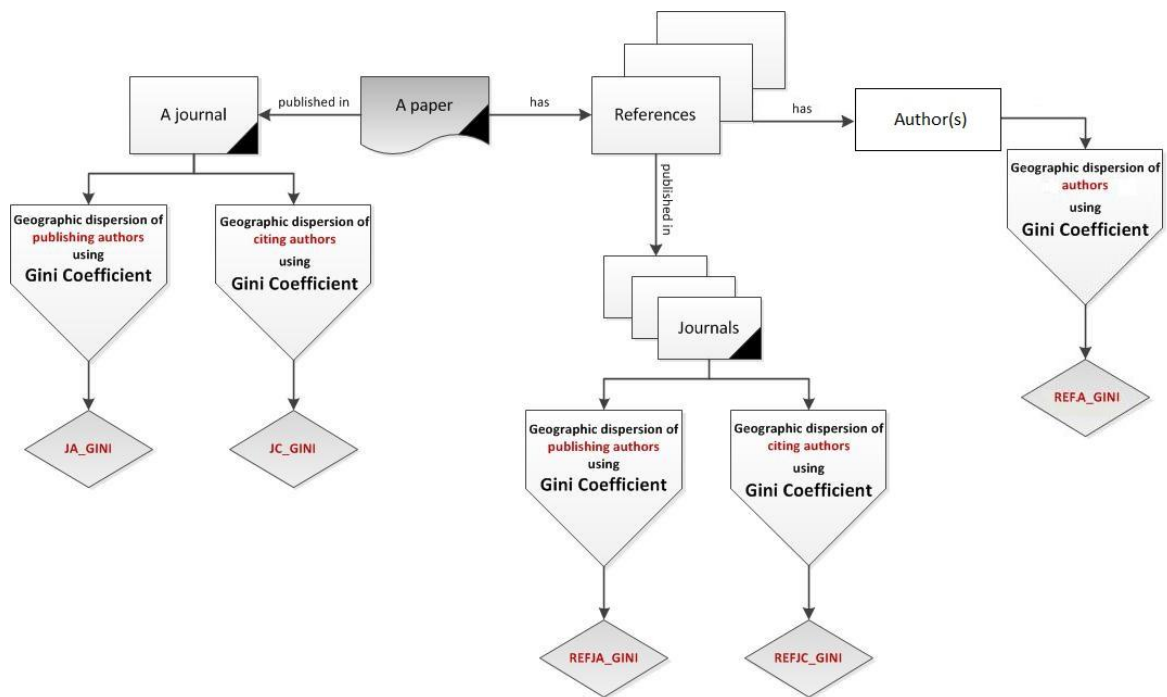 A journal
published in
A paper
has
References
has
Author(s)
published in
Geographic dispersion of
publishing authors
using
Gini Coefficient
Geographic dispersion of
citing authors
using
Gini Coefficient
Geographic dispersion of
authors
using
Gini Coefficient
Journals
JA_GINI
JC_GINI
REF.A_GINI
Geographic dispersion of
publishing authors
using
Gini Coefficient
Geographic dispersion of
citing authors
using
Gini Coefficient
REFJA_GINI
REFJC_GINI